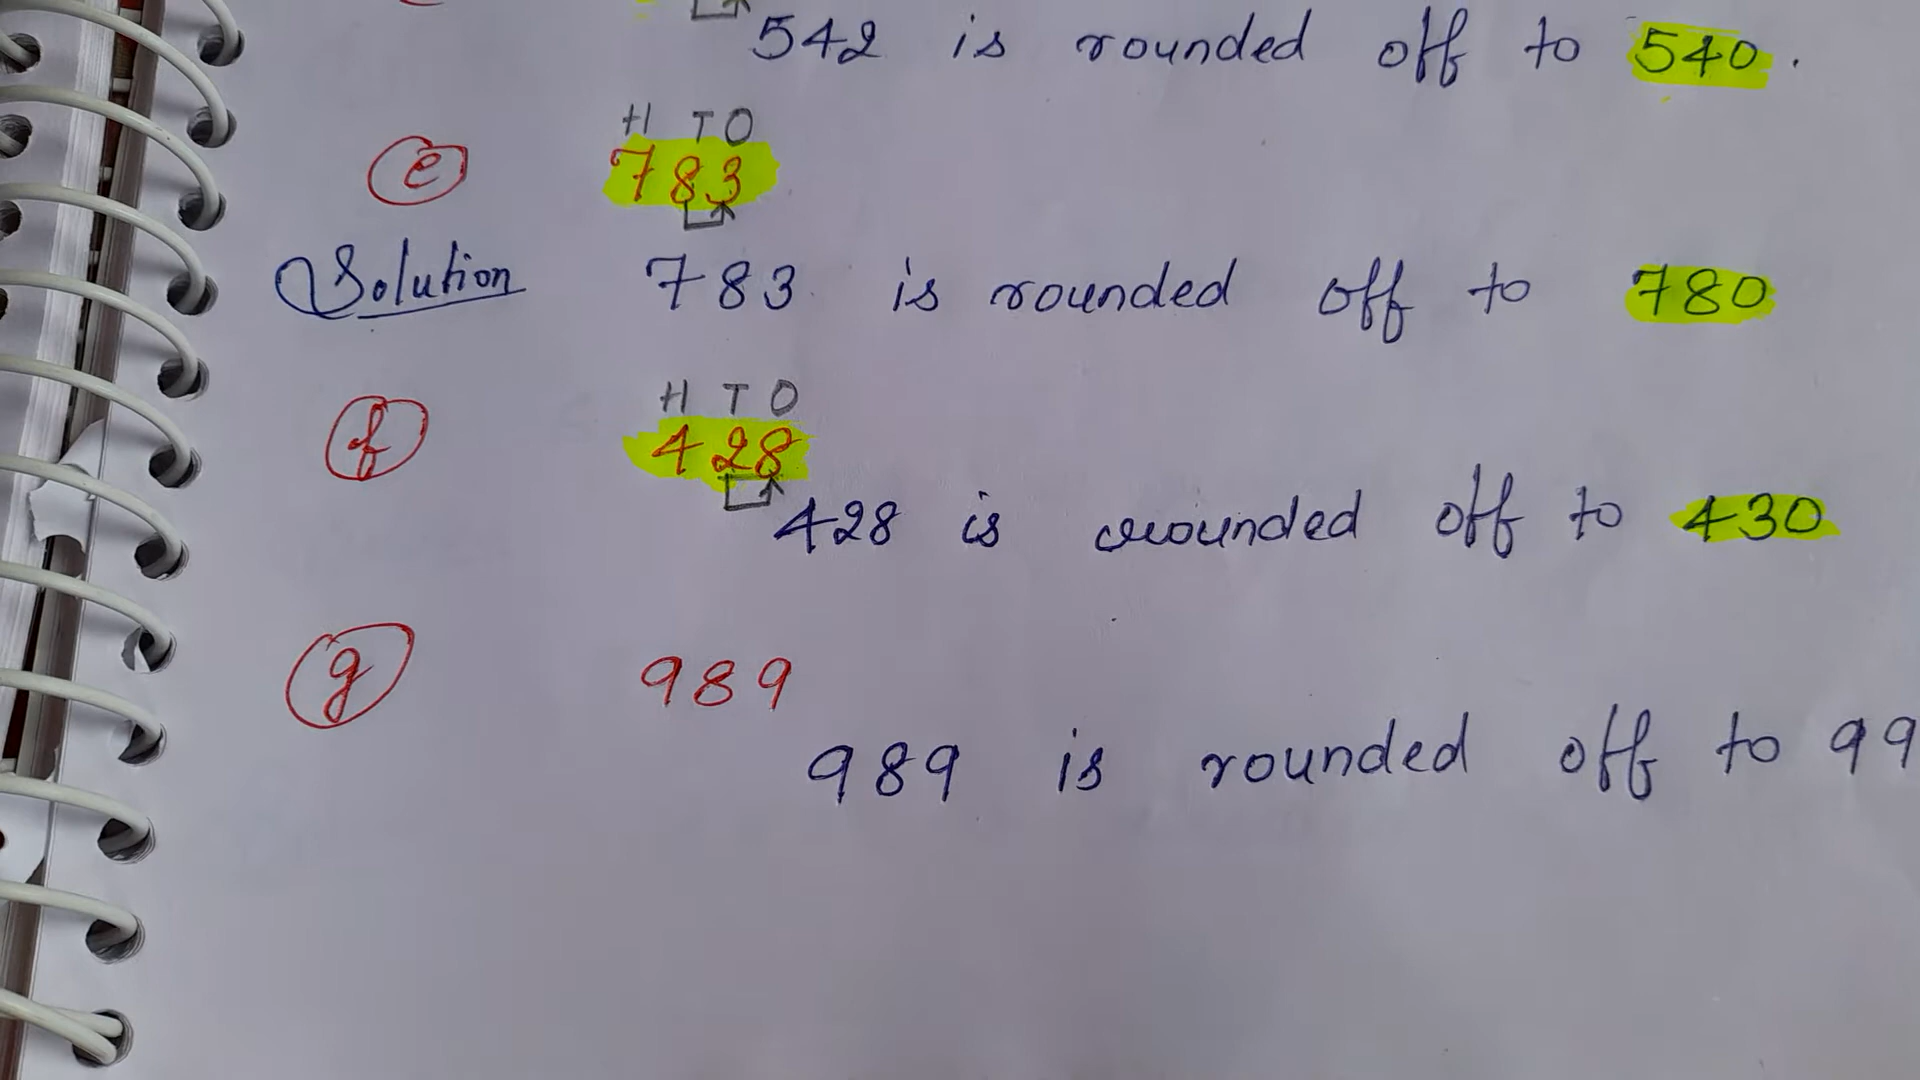 542 is rounded off to 540.
H T O
e 783
Solution 783 is rounded off to 780
H T O
f 428
428 is rounded off to 430
g 989
989 is rounded off to 99